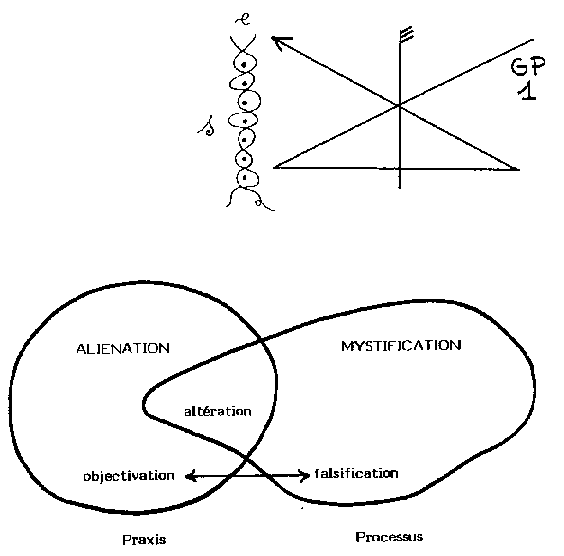 e
s
GP
1
ALIENATION
MYSTIFICATION
altération
objectivation
falsification
Praxis
Processus